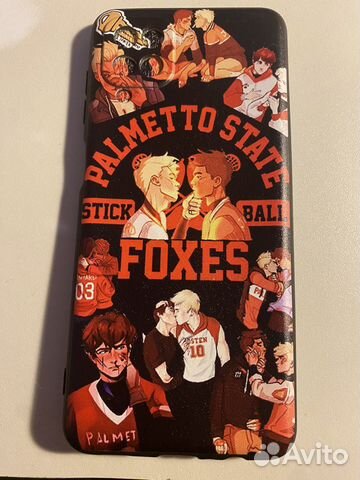 PALMETTO STATE
STICK BALL
FOXES
03
10
PALMET
Avito